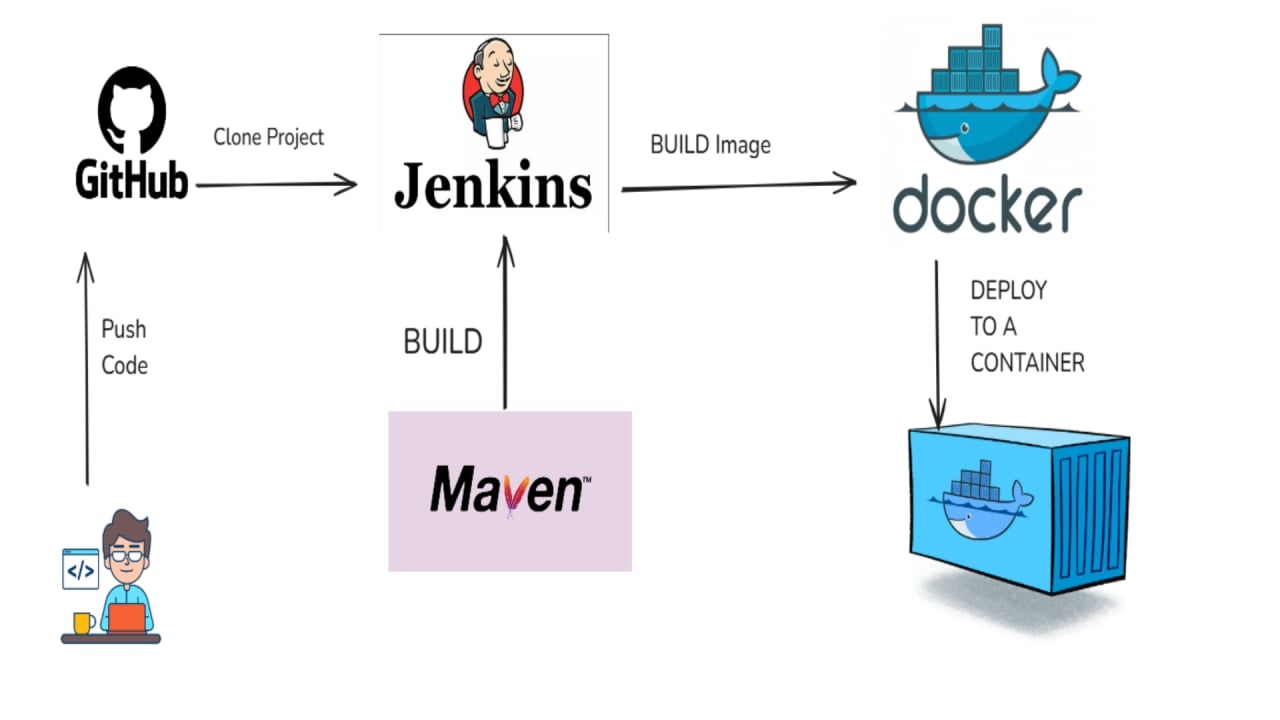 GitHub
Clone Project
Jenkins
BUILD Image
docker
Push
Code
BUILD
DEPLOY
TO A
CONTAINER
Maven™
</>